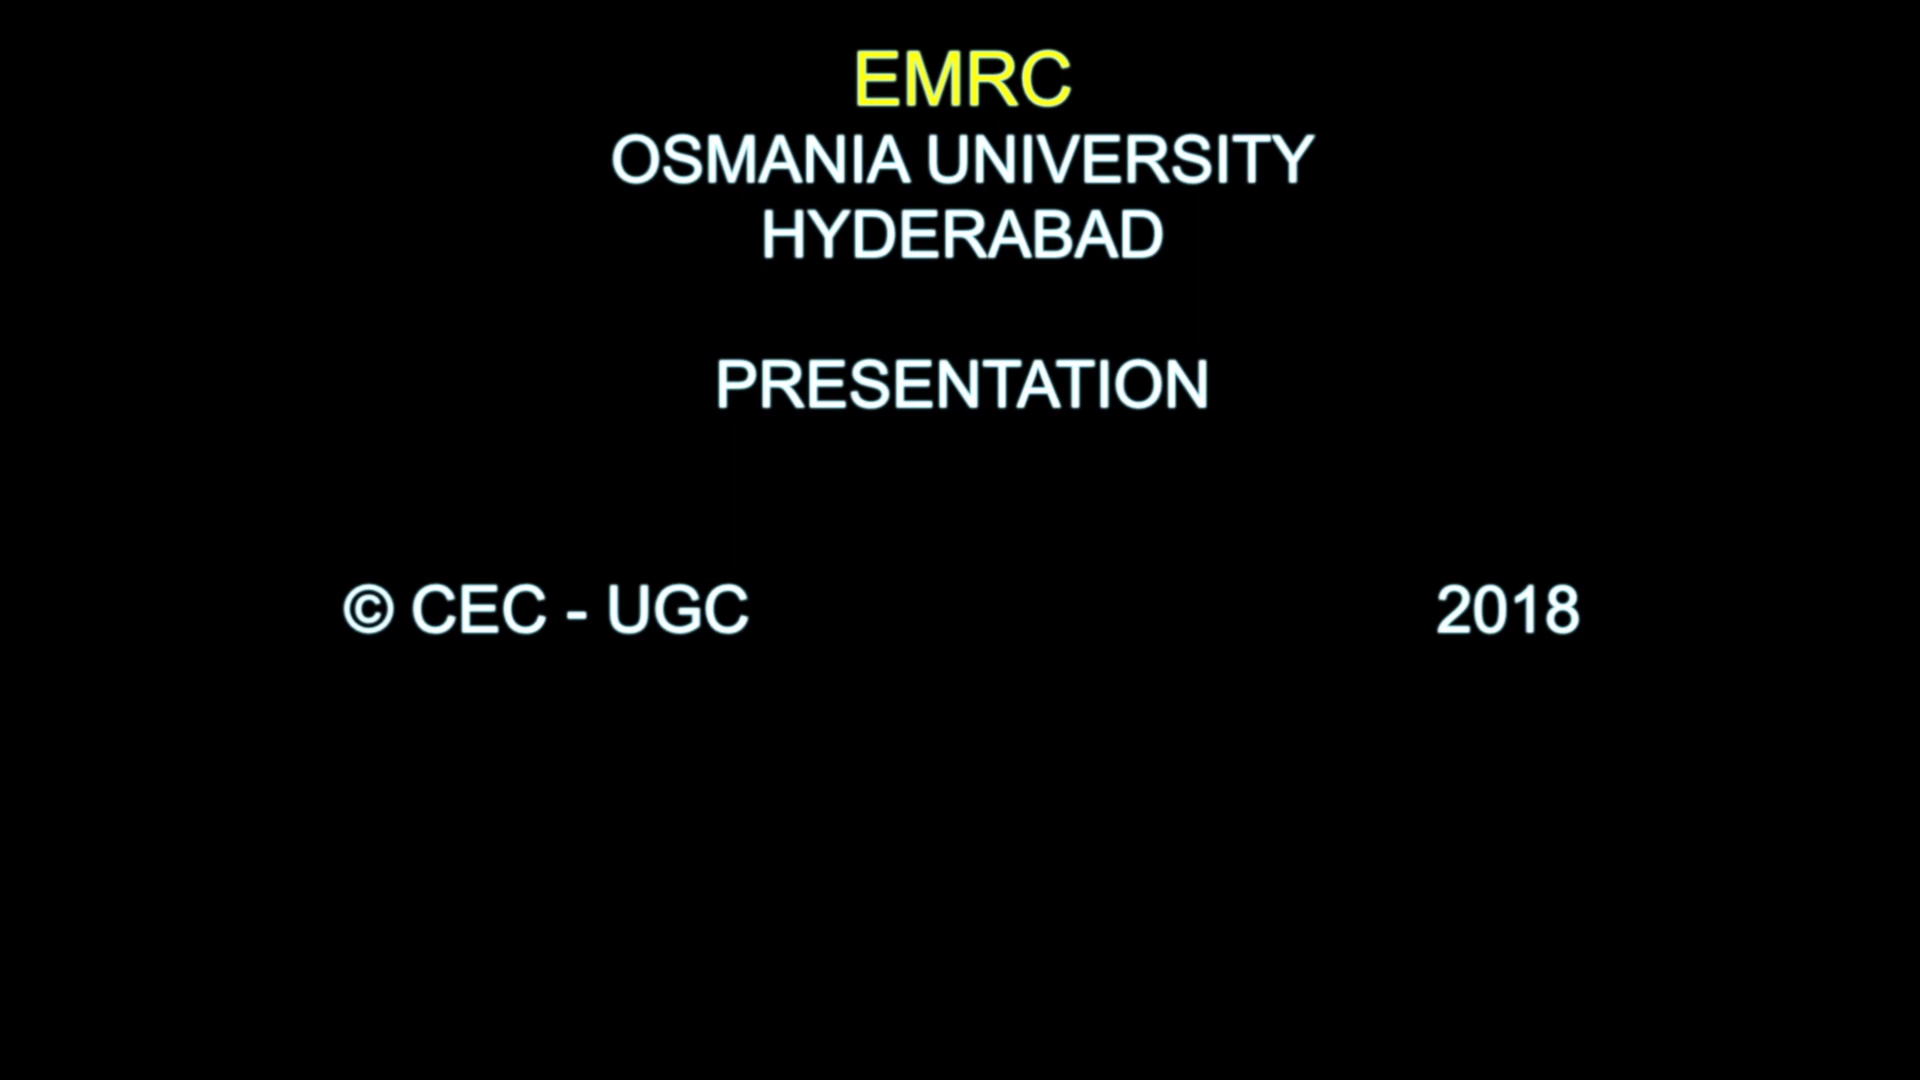 EMRC
OSMANIA UNIVERSITY
HYDERABAD
PRESENTATION
© CEC - UGC 2018